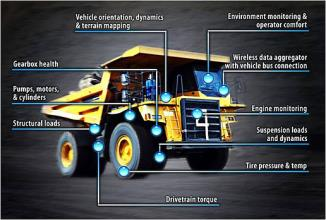 Vehicle orientation, dynamics
& terrain mapping
Environment monitoring &
operator comfort
Gearbox health
Wireless data aggregator
with vehicle bus connection
Pumps, motors,
& cylinders
Engine monitoring
Structural loads
Suspension loads
and dynamics
Tire pressure & temp
Drivetrain torque